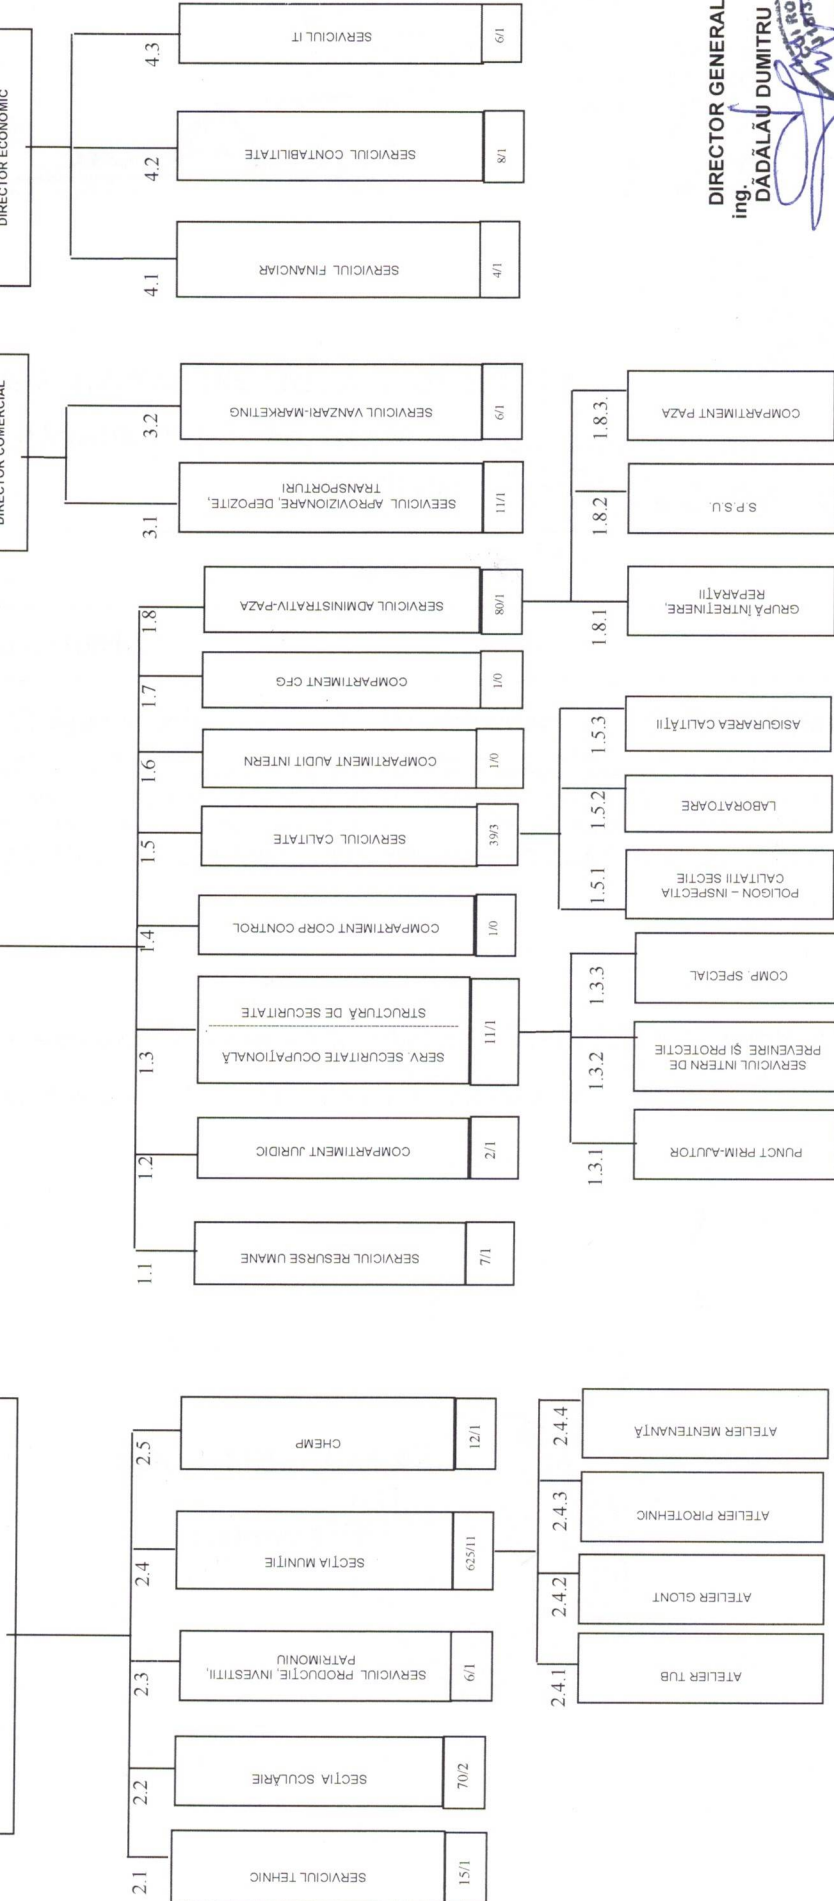 DIRECTOR ECONOMIC
DIRECTOR COMERCIAL
2.1
SERVICIUL TEHNIC
15/1
2.2
SECȚIA SCULĂRIE
70/2
2.3
SERVICIUL PRODUCȚIE, INVESTITII,
PATRIMONIU
6/1
2.4
SECȚIA MUNIȚIE
625/11
2.5
CHEMP
12/1
2.4.1
ATELIER TUB
2.4.2
ATELIER GLONT
2.4.3
ATELIER PIROTEHNIC
2.4.4
ATELIER MENTENANȚĂ
1.1
SERVICIUL RESURSE UMANE
7/1
1.2
COMPARTIMENT JURIDIC
2/1
1.3
SERV. SECURITATE OCUPAȚIONALĂ
STRUCTURĂ DE SECURITATE
11/1
1.4
COMPARTIMENT CORP CONTROL
1/0
1.5
SERVICIUL CALITATE
39/3
1.6
COMPARTIMENT AUDIT INTERN
1/0
1.7
COMPARTIMENT CFG
1/0
1.8
SERVICIUL ADMINISTRATIV-PAZA
80/1
1.3.1
PUNCT PRIM-AJUTOR
1.3.2
SERVICIUL INTERN DE
PREVENIRE ȘI PROTECTIE
1.3.3
COMP. SPECIAL
1.5.1
POLIGON – INSPECTIA
CALITATII SECTIE
1.5.2
LABORATOARE
1.5.3
ASIGURAREA CALITĂȚII
1.8.1
GRUPĂ ÎNTREȚINERE,
REPARAȚII
1.8.2
S.P.S.U.
1.8.3.
COMPARTIMENT PAZA
3.1
SEEVICIUL APROVIZIONARE, DEPOZITE,
TRANSPORTURI
11/1
3.2
SERVICIUL VANZARI-MARKETING
6/1
4.1
SERVICIUL FINANCIAR
4/1
4.2
SERVICIUL CONTABILITATE
8/1
4.3
SERVICIUL IT
6/1
DIRECTOR GENERAL
ing.
DĂDĂLĂU DUMITRU